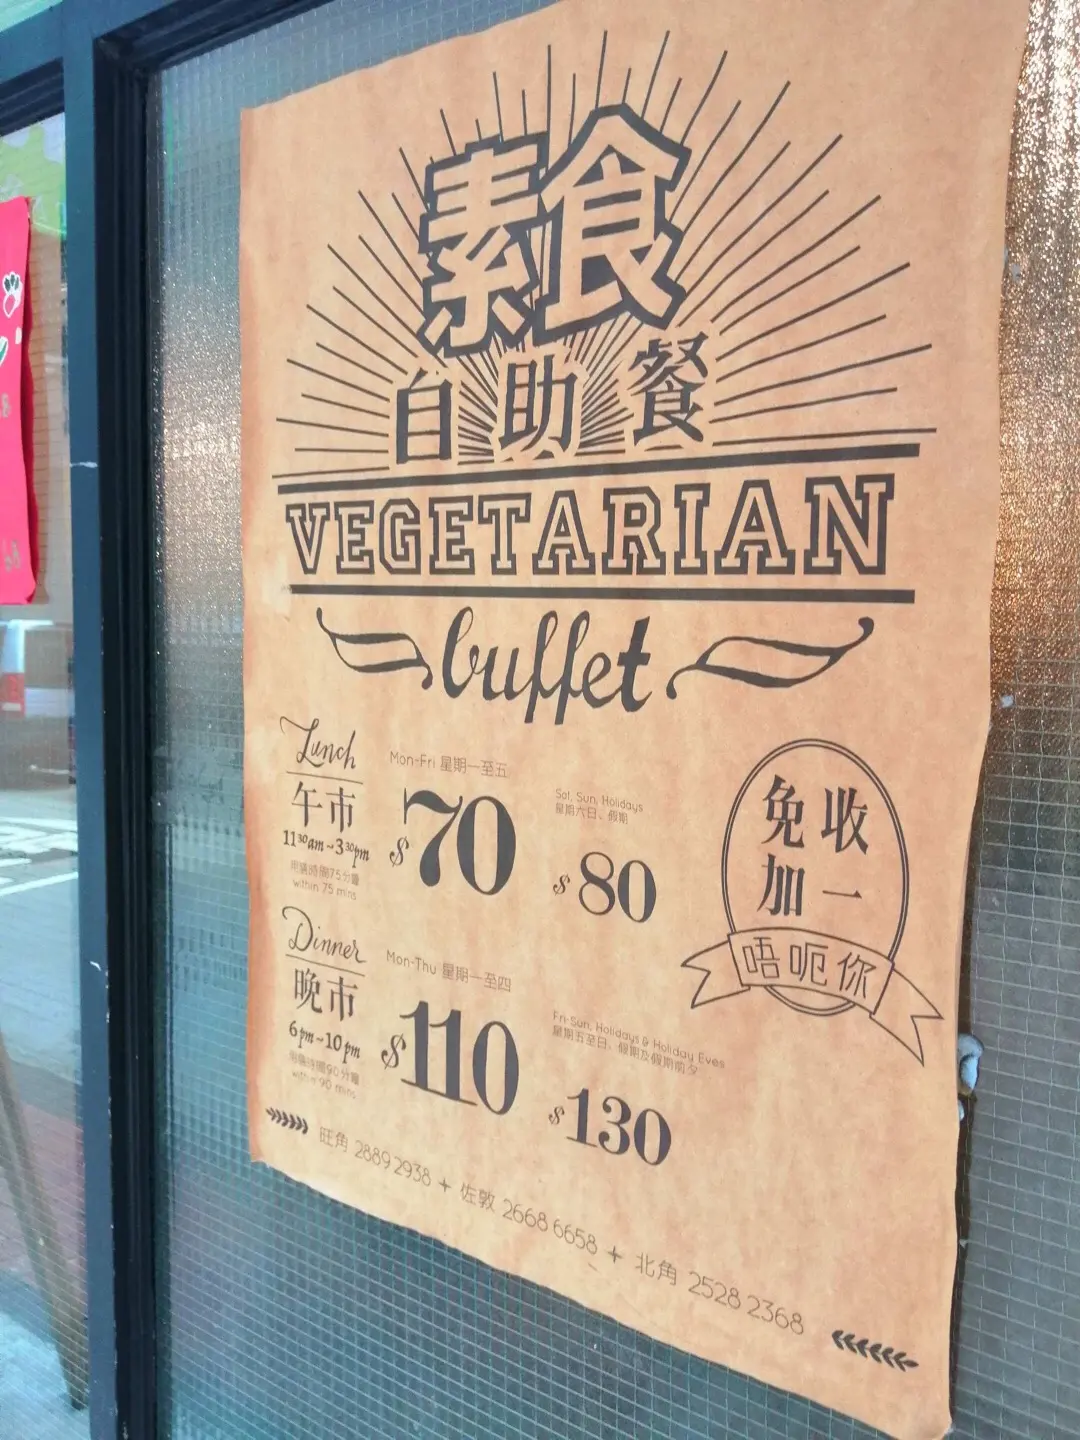 素食
自助餐
VEGETARIAN
buffet
Lunch
午市
11³⁰am~3³⁰pm
用膳時間75分鐘
within 75 mins
Mon-Fri 星期一至五
$70
Sat, Sun, Holidays
星期六日、假期
$80
免收
加一
唔呃你
Dinner
晚市
6pm~10pm
用膳時間90分鐘
within 90 mins
Mon-Thu 星期一至四
$110
Fri-Sun, Holidays & Holiday Eves
星期五至日、假期及假期前夕
$130
旺角 2889 2938 + 佐敦 2668 6658 + 北角 2528 2368